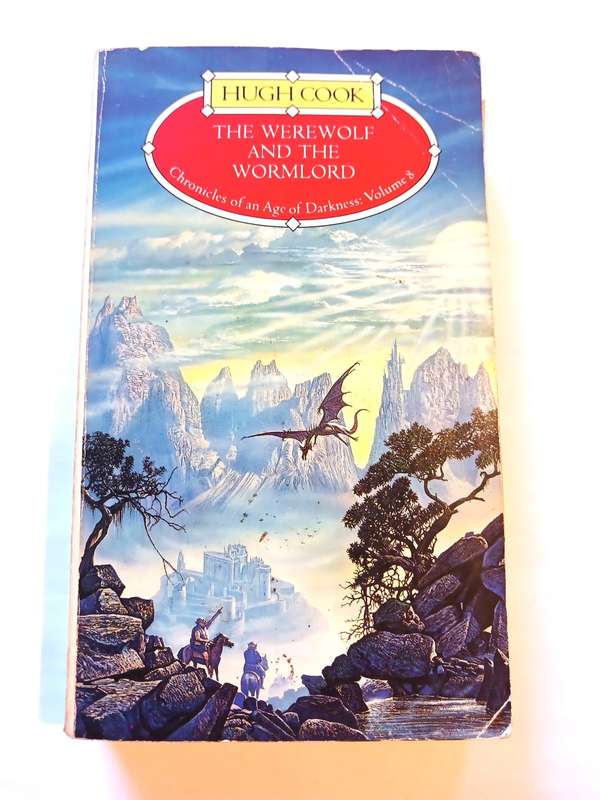 HUGH COOK
THE WEREWOLF
AND THE
WORMLORD
Chronicles of an Age of Darkness: Volume 8